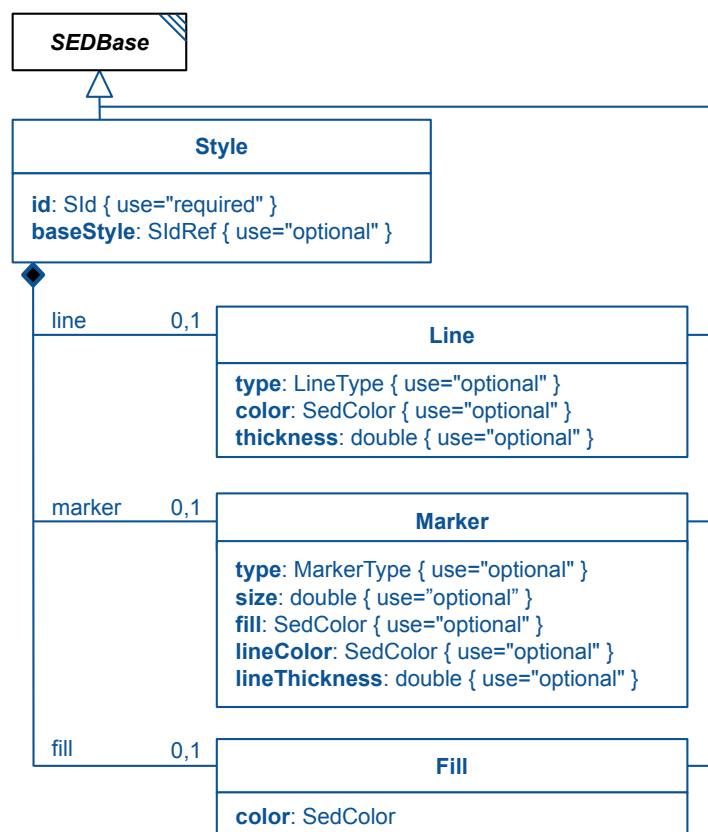 SEDBase
Style
id: SId { use="required" }
baseStyle: SIdRef { use="optional" }
line 0,1
Line
type: LineType { use="optional" }
color: SedColor { use="optional" }
thickness: double { use="optional" }
marker 0,1
Marker
type: MarkerType { use="optional" }
size: double { use=”optional” }
fill: SedColor { use="optional" }
lineColor: SedColor { use="optional" }
lineThickness: double { use="optional" }
fill 0,1
Fill
color: SedColor